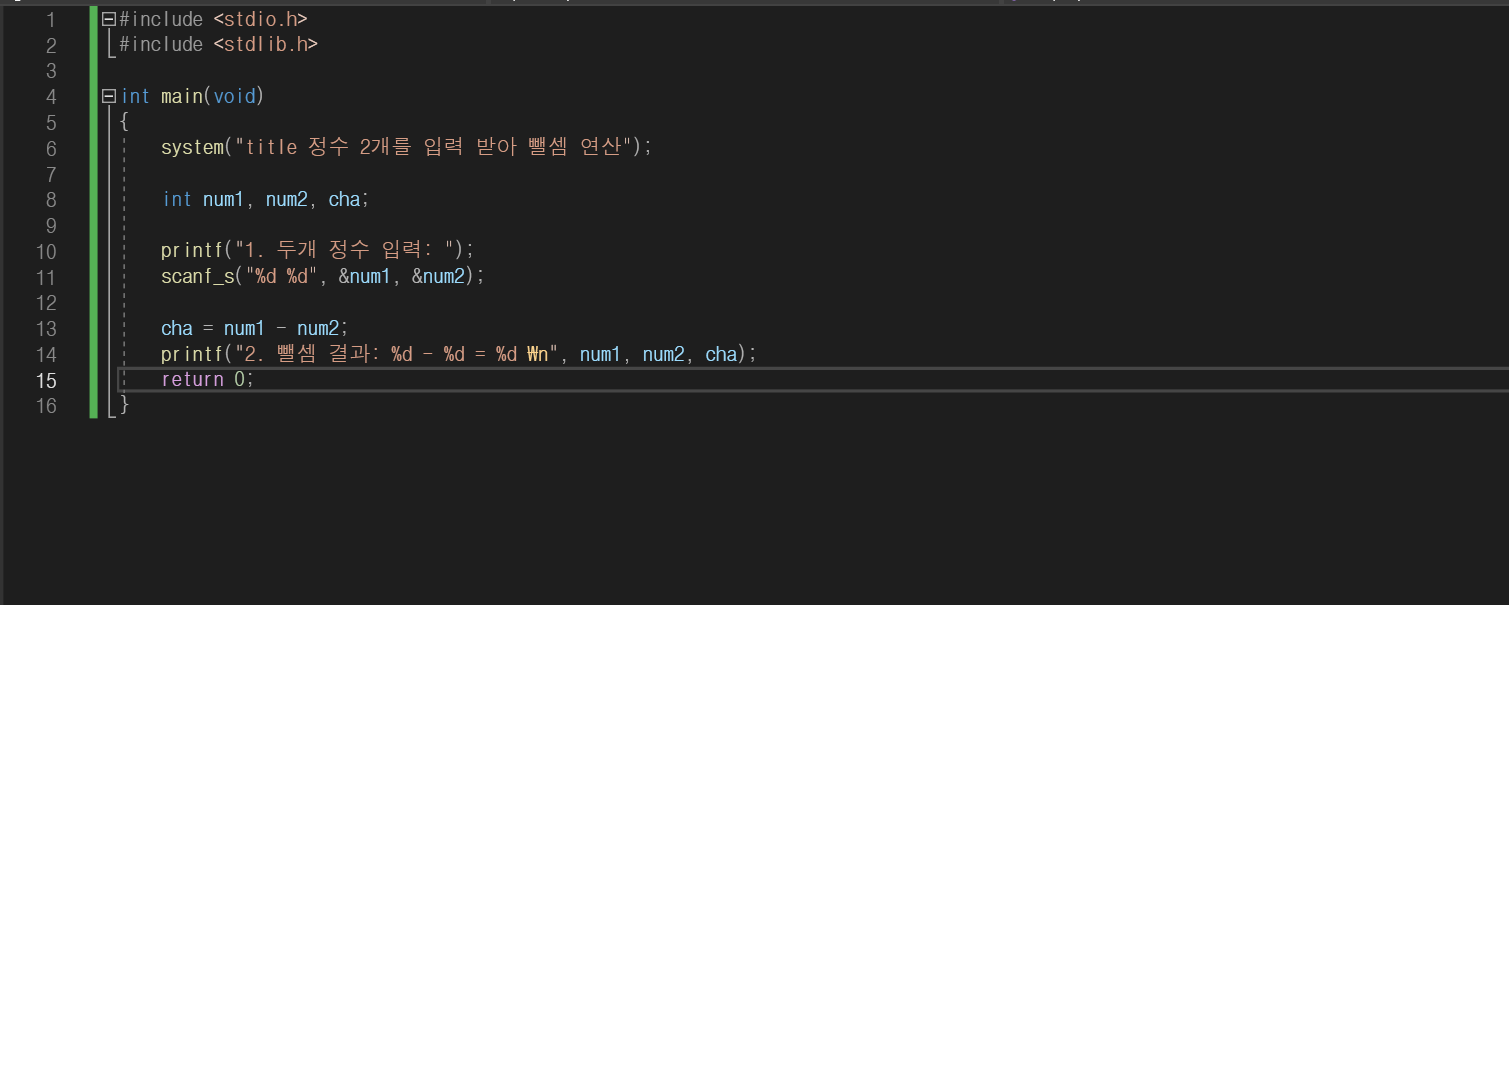 1 #include <stdio.h>
2 #include <stdlib.h>
3
4 int main(void)
5 {
6 system("title 정수 2개를 입력 받아 뺄셈 연산");
7
8 int num1, num2, cha;
9
10 printf("1. 두개 정수 입력: ");
11 scanf_s("%d %d", &num1, &num2);
12
13 cha = num1 - num2;
14 printf("2. 뺄셈 결과: %d - %d = %d ₩n", num1, num2, cha);
15 return 0;
16 }